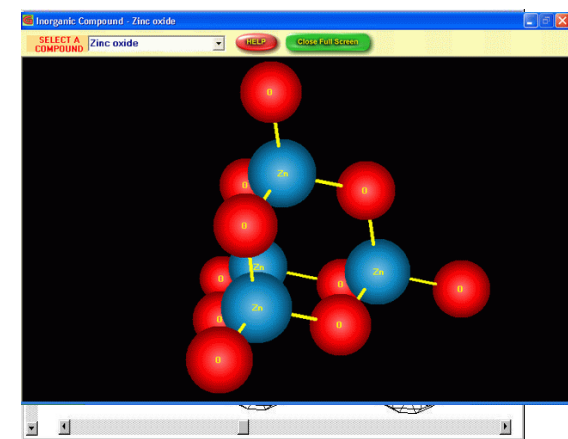 Inorganic Compound - Zinc oxide
SELECT A
COMPOUND
Zinc oxide
HELP
Close Full Screen
O
Zn
O
O
O
Zn
Zn
O
O
O
Zn
O
O
O